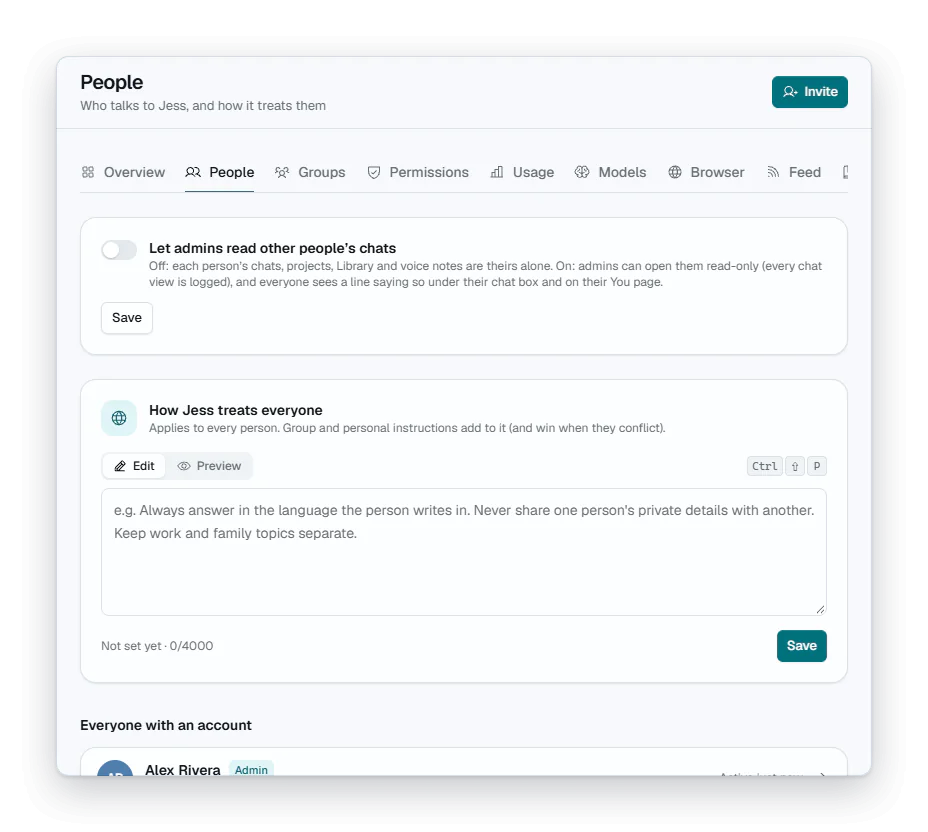 People
Who talks to Jess, and how it treats them
Invite
Overview
People
Groups
Permissions
Usage
Models
Browser
Feed
Let admins read other people's chats
Off: each person's chats, projects, Library and voice notes are theirs alone. On: admins can open them read-only (every chat
view is logged), and everyone sees a line saying so under their chat box and on their You page.
Save
How Jess treats everyone
Applies to every person. Group and personal instructions add to it (and win when they conflict).
Edit
Preview
Ctrl ⇧ P
e.g. Always answer in the language the person writes in. Never share one person's private details with another.
Keep work and family topics separate.
Not set yet · 0/4000
Save
Everyone with an account
Alex Rivera
Admin